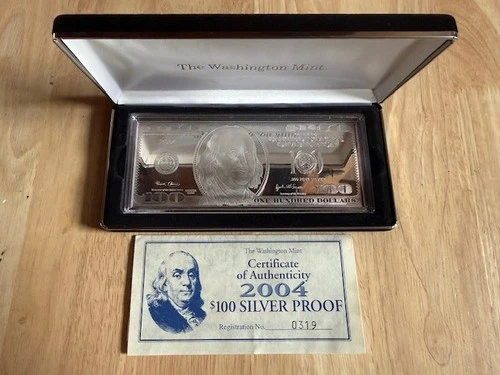 The Washington Mint
ONE HUNDRED DOLLARS
The Washington Mint
Certificate
of Authenticity
2004
$100 SILVER PROOF
Registration No. 0319